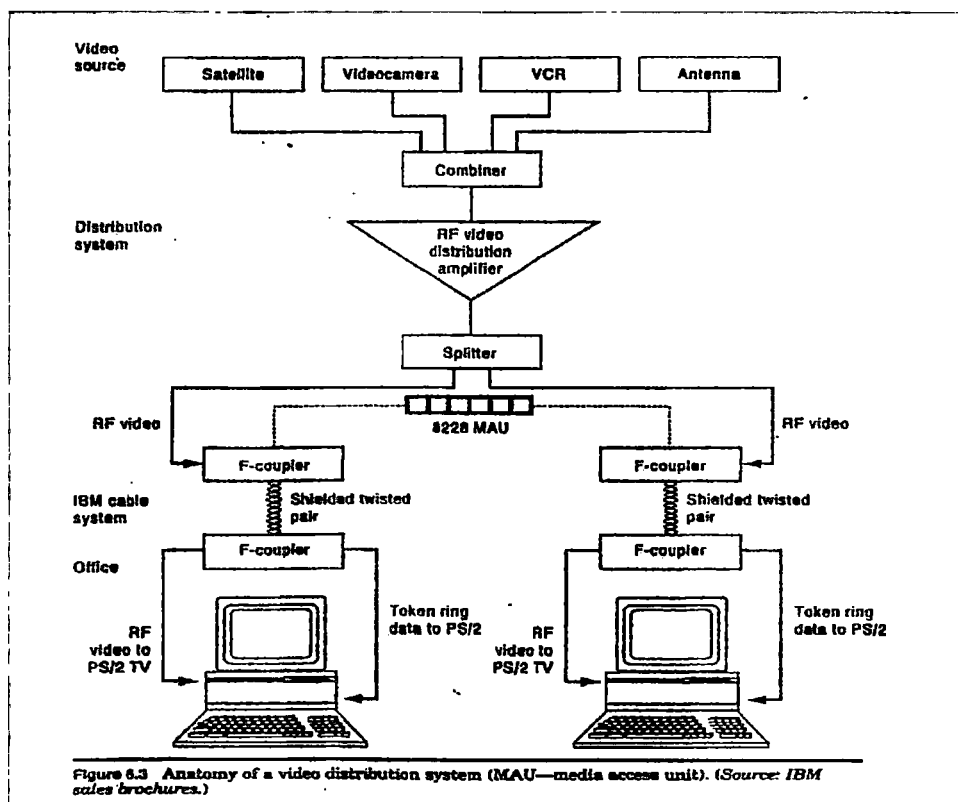 Video
source
Satellite
Videocamera
VCR
Antenna
Combiner
Distribution
system
RF video
distribution
amplifier
Splitter
RF video
8228 MAU
RF video
F-coupler
F-coupler
IBM cable
system
Shielded twisted
pair
Shielded twisted
pair
F-coupler
F-coupler
Office
RF
video to
PS/2 TV
Token ring
data to PS/2
RF
video to
PS/2 TV
Token ring
data to PS/2
Figure 6.3 Anatomy of a video distribution system (MAU—media access unit). (Source: IBM
sales brochures.)